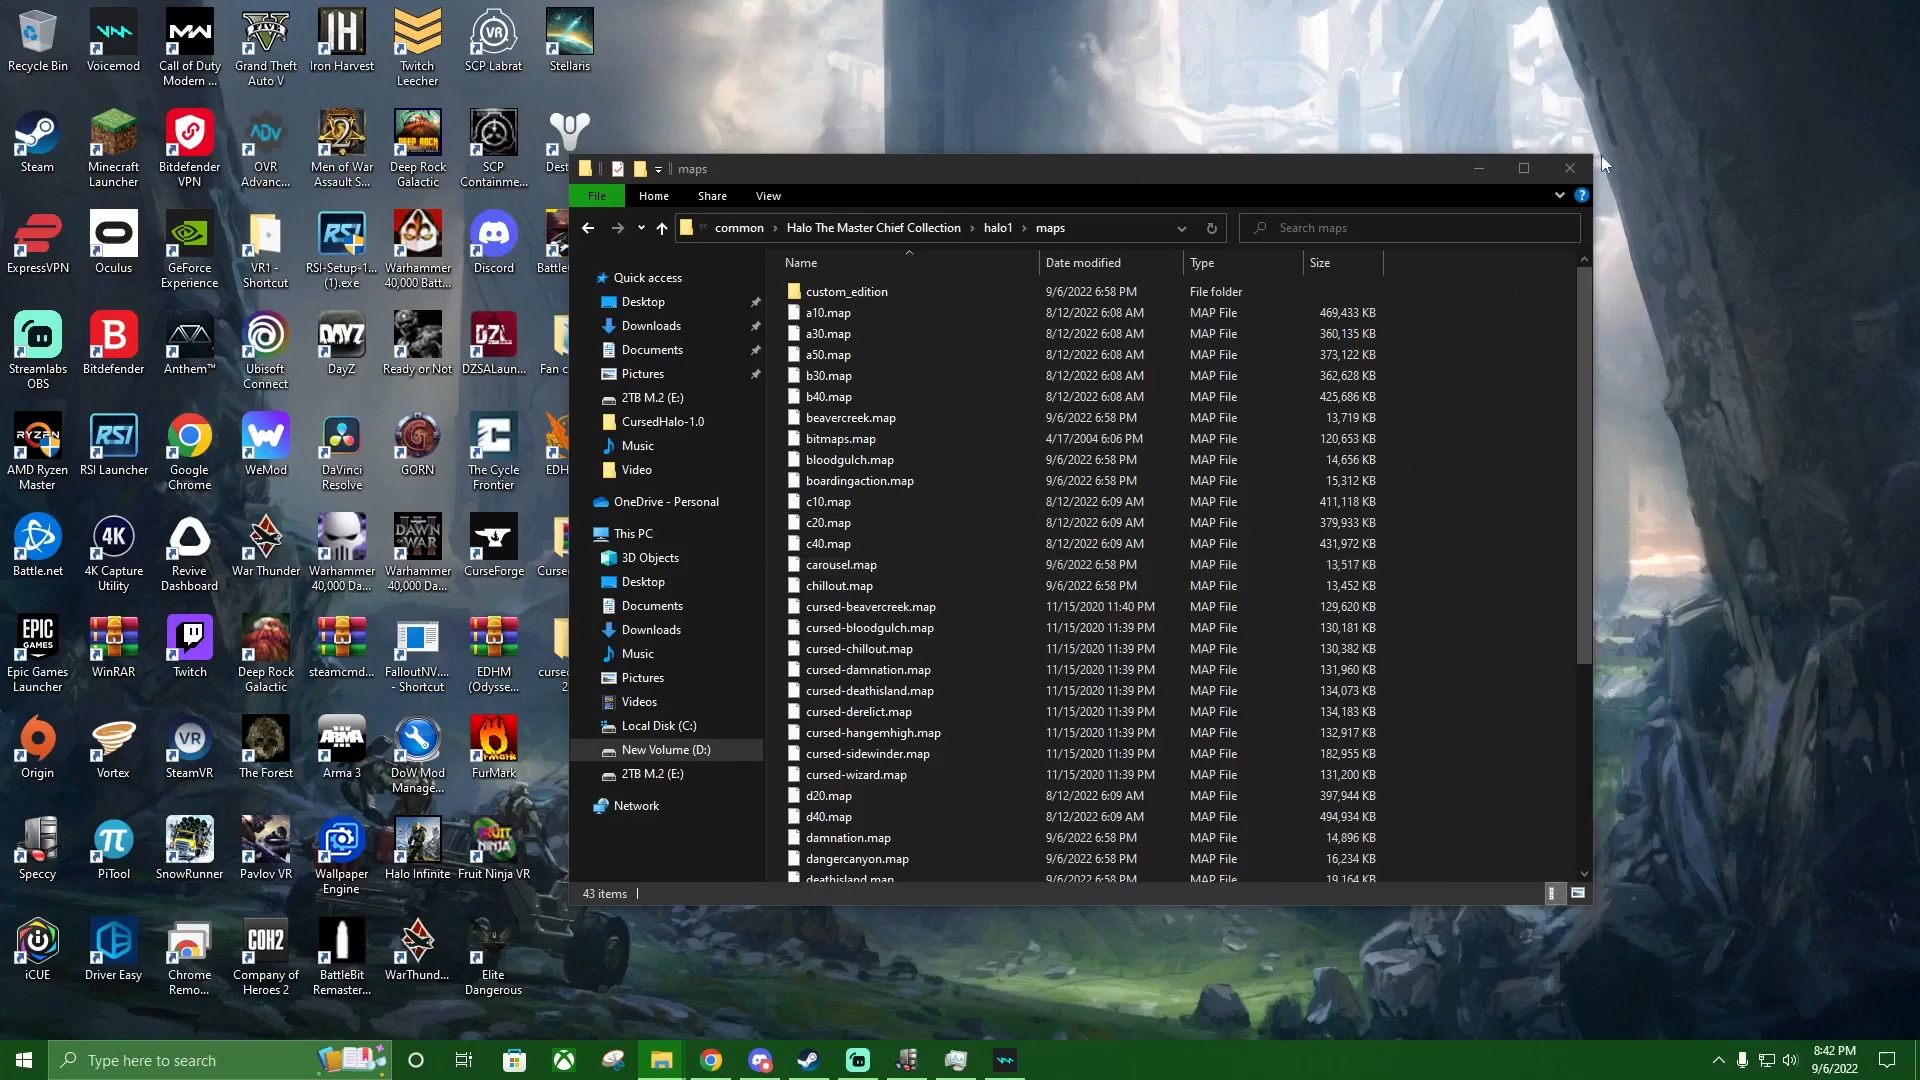 Recycle Bin
Voicemod
Call of Duty
Modern ...
Grand Theft
Auto V
Iron Harvest
Twitch
Leecher
SCP Labrat
Stellaris
Steam
Minecraft
Launcher
Bitdefender
VPN
OVR
Advanc...
Men of War
Assault S...
Deep Rock
Galactic
SCP
Containme...
Dest
ExpressVPN
Oculus
GeForce
Experience
VR1 -
Shortcut
RSI-Setup-1...
(1).exe
Warhammer
40,000 Batt...
Discord
Battle
Streamlabs
OBS
Bitdefender
Anthem™
Ubisoft
Connect
DayZ
Ready or Not
DZSALaun...
Fan c
AMD Ryzen
Master
RSI Launcher
Google
Chrome
WeMod
DaVinci
Resolve
GORN
The Cycle
Frontier
EDH
Battle.net
4K Capture
Utility
Revive
Dashboard
War Thunder
Warhammer
40,000 Da...
Warhammer
40,000 Da...
CurseForge
Curse
Epic Games
Launcher
WinRAR
Twitch
Deep Rock
Galactic
steamcmd...
FalloutNV....
- Shortcut
EDHM
(Odysse...
cursed
2
Origin
Vortex
SteamVR
The Forest
Arma 3
DoW Mod
Manage...
FurMark
Speccy
PiTool
SnowRunner
Pavlov VR
Wallpaper
Engine
Halo Infinite
Fruit Ninja VR
iCUE
Driver Easy
Chrome
Remo...
Company of
Heroes 2
BattleBit
Remaster...
WarThund...
Elite
Dangerous
maps
File Home Share View
common › Halo The Master Chief Collection › halo1 › maps
Search maps
Quick access
Desktop
Downloads
Documents
Pictures
2TB M.2 (E:)
CursedHalo-1.0
Music
Video
OneDrive - Personal
This PC
3D Objects
Desktop
Documents
Downloads
Music
Pictures
Videos
Local Disk (C:)
New Volume (D:)
2TB M.2 (E:)
Network
Name Date modified Type Size
custom_edition 9/6/2022 6:58 PM File folder
a10.map 8/12/2022 6:08 AM MAP File 469,433 KB
a30.map 8/12/2022 6:08 AM MAP File 360,135 KB
a50.map 8/12/2022 6:08 AM MAP File 373,122 KB
b30.map 8/12/2022 6:08 AM MAP File 362,628 KB
b40.map 8/12/2022 6:08 AM MAP File 425,686 KB
beavercreek.map 9/6/2022 6:58 PM MAP File 13,719 KB
bitmaps.map 4/17/2004 6:06 PM MAP File 120,653 KB
bloodgulch.map 9/6/2022 6:58 PM MAP File 14,656 KB
boardingaction.map 9/6/2022 6:58 PM MAP File 15,312 KB
c10.map 8/12/2022 6:09 AM MAP File 411,118 KB
c20.map 8/12/2022 6:09 AM MAP File 379,933 KB
c40.map 8/12/2022 6:09 AM MAP File 431,972 KB
carousel.map 9/6/2022 6:58 PM MAP File 13,517 KB
chillout.map 9/6/2022 6:58 PM MAP File 13,452 KB
cursed-beavercreek.map 11/15/2020 11:40 PM MAP File 129,620 KB
cursed-bloodgulch.map 11/15/2020 11:39 PM MAP File 130,181 KB
cursed-chillout.map 11/15/2020 11:39 PM MAP File 130,382 KB
cursed-damnation.map 11/15/2020 11:39 PM MAP File 131,960 KB
cursed-deathisland.map 11/15/2020 11:39 PM MAP File 134,073 KB
cursed-derelict.map 11/15/2020 11:39 PM MAP File 134,183 KB
cursed-hangemhigh.map 11/15/2020 11:39 PM MAP File 132,917 KB
cursed-sidewinder.map 11/15/2020 11:39 PM MAP File 182,955 KB
cursed-wizard.map 11/15/2020 11:39 PM MAP File 131,200 KB
d20.map 8/12/2022 6:09 AM MAP File 397,944 KB
d40.map 8/12/2022 6:09 AM MAP File 494,934 KB
damnation.map 9/6/2022 6:58 PM MAP File 14,896 KB
dangercanyon.map 9/6/2022 6:58 PM MAP File 16,234 KB
deathisland.map 9/6/2022 6:58 PM MAP File 19,164 KB
43 items
Type here to search
8:42 PM
9/6/2022